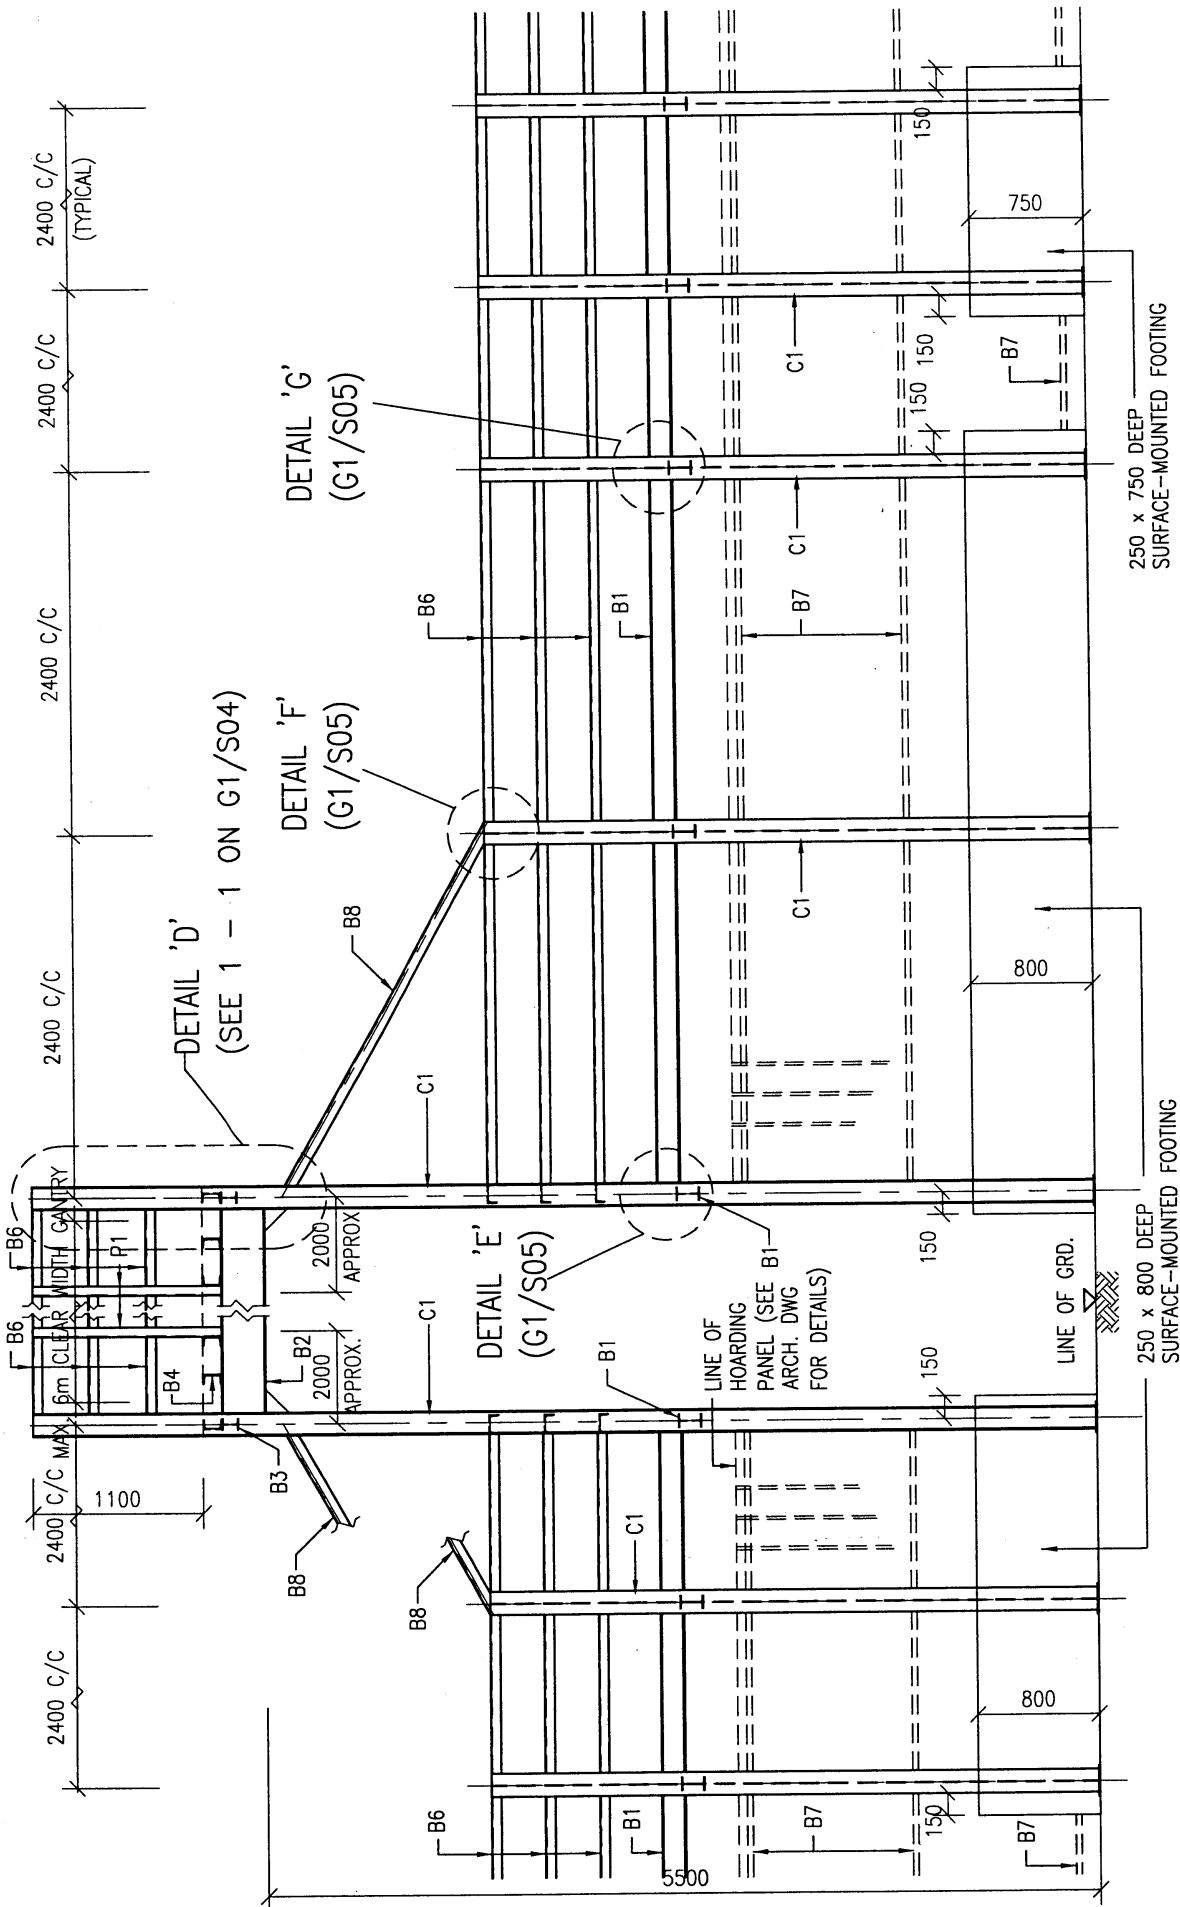 2400 C/C
2400 C/C
MAX. 6m CLEAR WIDTH GANTRY
2400 C/C
2400 C/C
2400 C/C
2400 C/C
(TYPICAL)
1100
B6
B6
P1
B4
B3
B2
2000
APPROX.
2000
APPROX
DETAIL 'D'
(SEE 1 - 1 ON G1/S04)
DETAIL 'F'
(G1/S05)
DETAIL 'G'
(G1/S05)
B8
B8
B8
C1
C1
C1
DETAIL 'E'
(G1/S05)
B6
B1
B7
5500
B6
B1
B7
B1
B1
LINE OF
HOARDING
PANEL (SEE
ARCH. DWG
FOR DETAILS)
C1
C1
C1
150
150
150
150
150
150
B7
B7
800
800
750
LINE OF GRD.
250 x 800 DEEP
SURFACE-MOUNTED FOOTING
250 x 750 DEEP
SURFACE-MOUNTED FOOTING